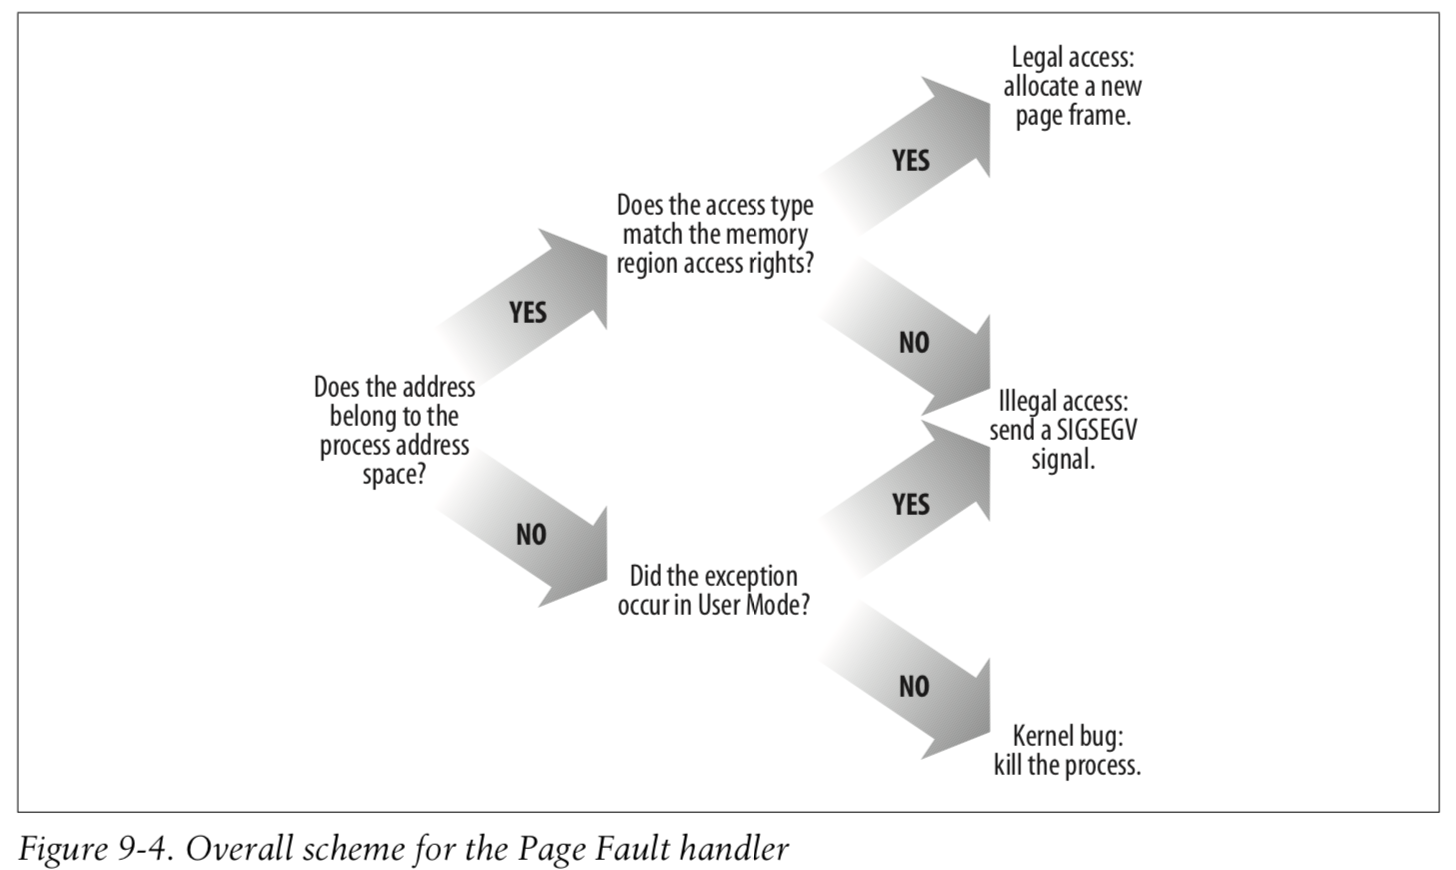 Legal access:
allocate a new
page frame.
YES
Does the access type
match the memory
region access rights?
YES
NO
Does the address
belong to the
process address
space?
Illegal access:
send a SIGSEGV
signal.
YES
NO
Did the exception
occur in User Mode?
NO
Kernel bug:
kill the process.
Figure 9-4. Overall scheme for the Page Fault handler